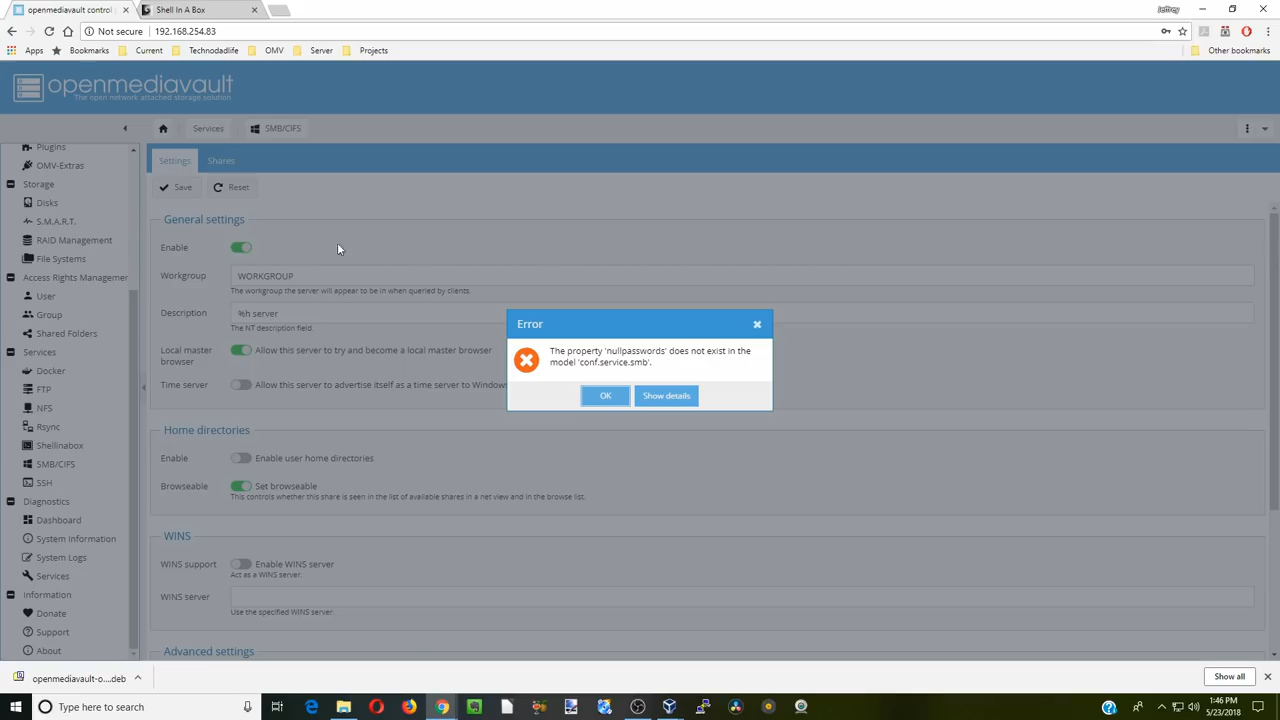 openmediavault control p
Shell In A Box
Jeffrey
Not secure
192.168.254.83
Apps
Bookmarks
Current
Technodadlife
OMV
Server
Projects
Other bookmarks
openmediavault
The open network attached storage solution
Services
SMB/CIFS
Plugins
OMV-Extras
Storage
Disks
S.M.A.R.T.
RAID Management
File Systems
Access Rights Managemer
User
Group
Shared Folders
Services
Docker
FTP
NFS
Rsync
Shellinabox
SMB/CIFS
SSH
Diagnostics
Dashboard
System Information
System Logs
Services
Information
Donate
Support
About
Settings
Shares
Save
Reset
General settings
Enable
Workgroup
WORKGROUP
The workgroup the server will appear to be in when queried by clients.
Description
%h server
The NT description field.
Local master browser
Allow this server to try and become a local master browser
Time server
Allow this server to advertise itself as a time server to Window
Error
The property 'nullpasswords' does not exist in the
model 'conf.service.smb'.
OK
Show details
Home directories
Enable
Enable user home directories
Browseable
Set browseable
This controls whether this share is seen in the list of available shares in a net view and in the browse list.
WINS
WINS support
Enable WINS server
Act as a WINS server.
WINS server
Use the specified WINS server.
Advanced settings
openmediavault-o....deb
Show all
Type here to search
1:46 PM
5/23/2018